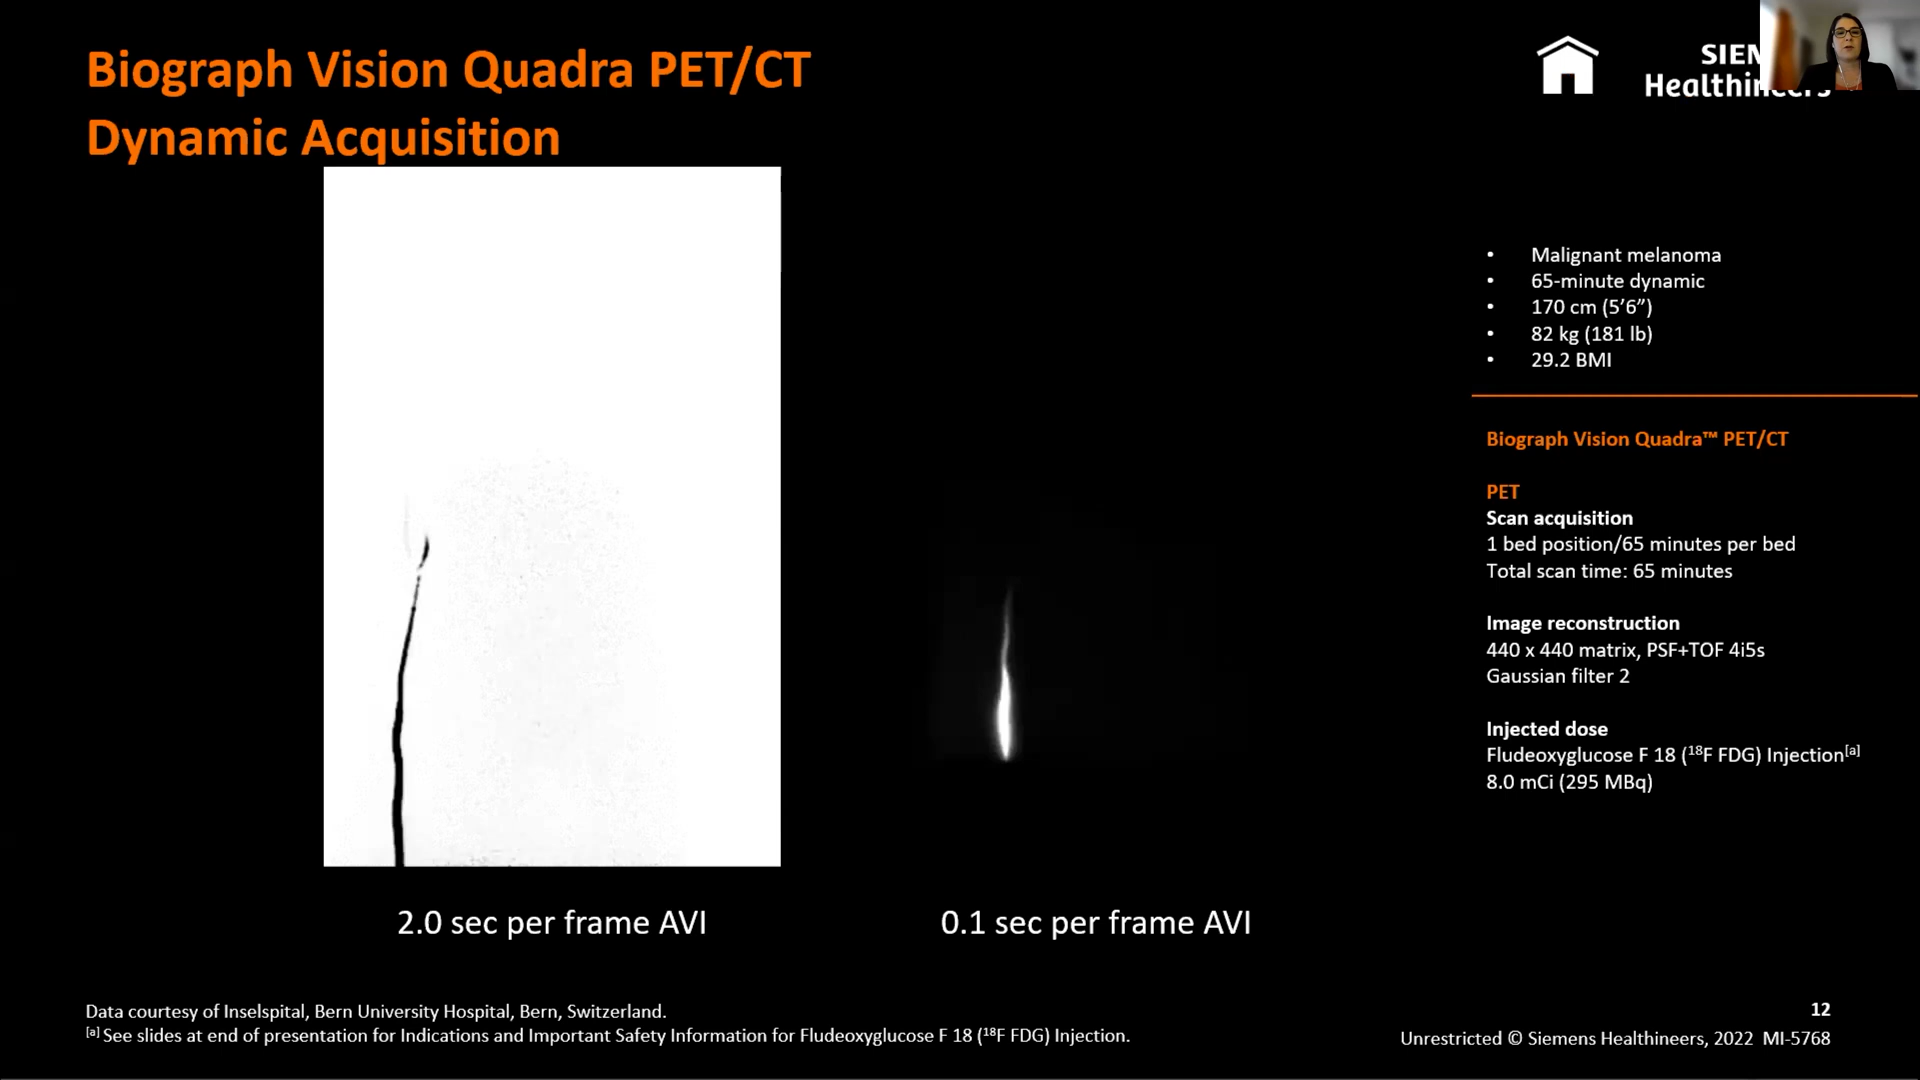 Biograph Vision Quadra PET/CT
Dynamic Acquisition
Healthineers
• Malignant melanoma
• 65-minute dynamic
• 170 cm (5’6”)
• 82 kg (181 lb)
• 29.2 BMI
Biograph Vision Quadra™ PET/CT
PET
Scan acquisition
1 bed position/65 minutes per bed
Total scan time: 65 minutes
Image reconstruction
440 x 440 matrix, PSF+TOF 4i5s
Gaussian filter 2
Injected dose
Fludeoxyglucose F 18 (¹⁸F FDG) Injection[a]
8.0 mCi (295 MBq)
2.0 sec per frame AVI
0.1 sec per frame AVI
Data courtesy of Inselspital, Bern University Hospital, Bern, Switzerland.
[a] See slides at end of presentation for Indications and Important Safety Information for Fludeoxyglucose F 18 (¹⁸F FDG) Injection.
12
Unrestricted © Siemens Healthineers, 2022 MI-5768